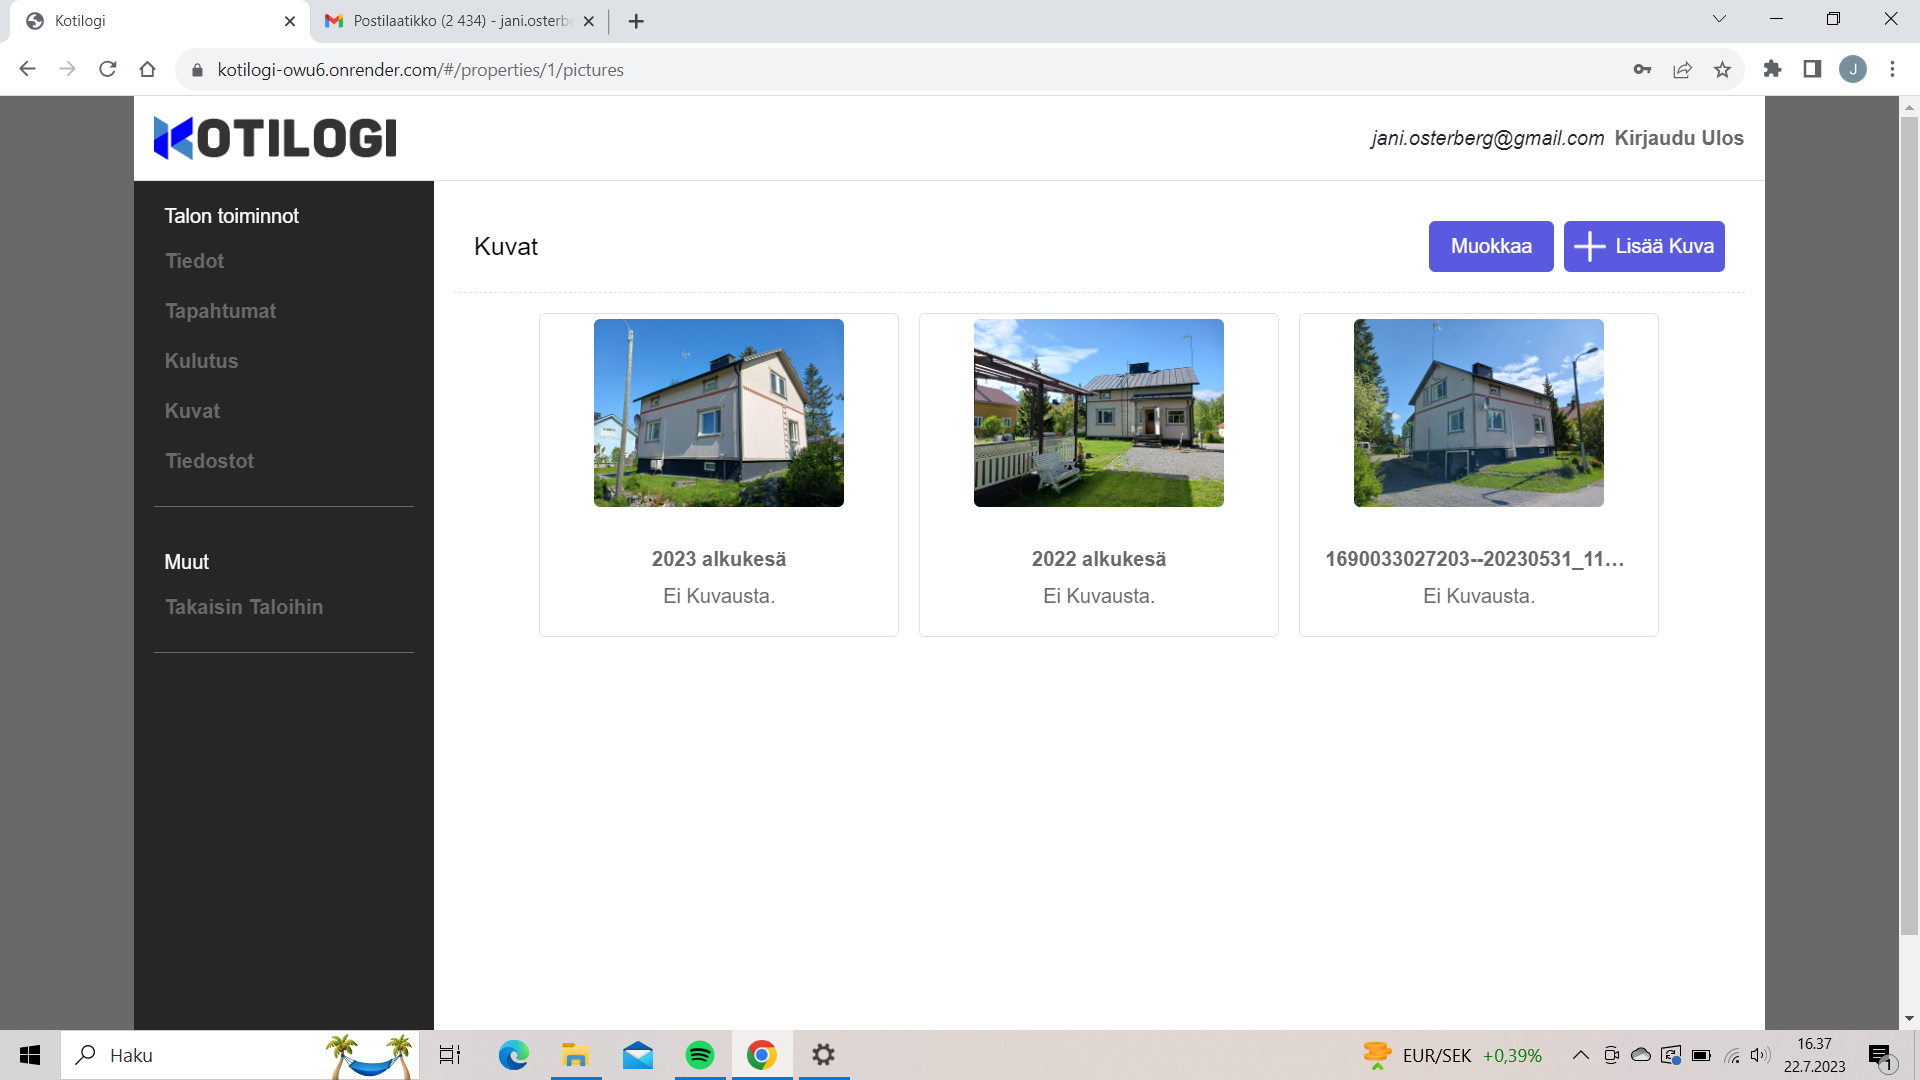 Kotilogi
Postilaatikko (2 434) - jani.osterb
kotilogi-owu6.onrender.com/#/properties/1/pictures
J
KOTILOGI
jani.osterberg@gmail.com Kirjaudu Ulos
Talon toiminnot
Tiedot
Tapahtumat
Kulutus
Kuvat
Tiedostot
Muut
Takaisin Taloihin
Kuvat
Muokkaa
Lisää Kuva
2023 alkukesä
Ei Kuvausta.
2022 alkukesä
Ei Kuvausta.
1690033027203--20230531_11...
Ei Kuvausta.
Haku
EUR/SEK +0,39%
16.37
22.7.2023
1